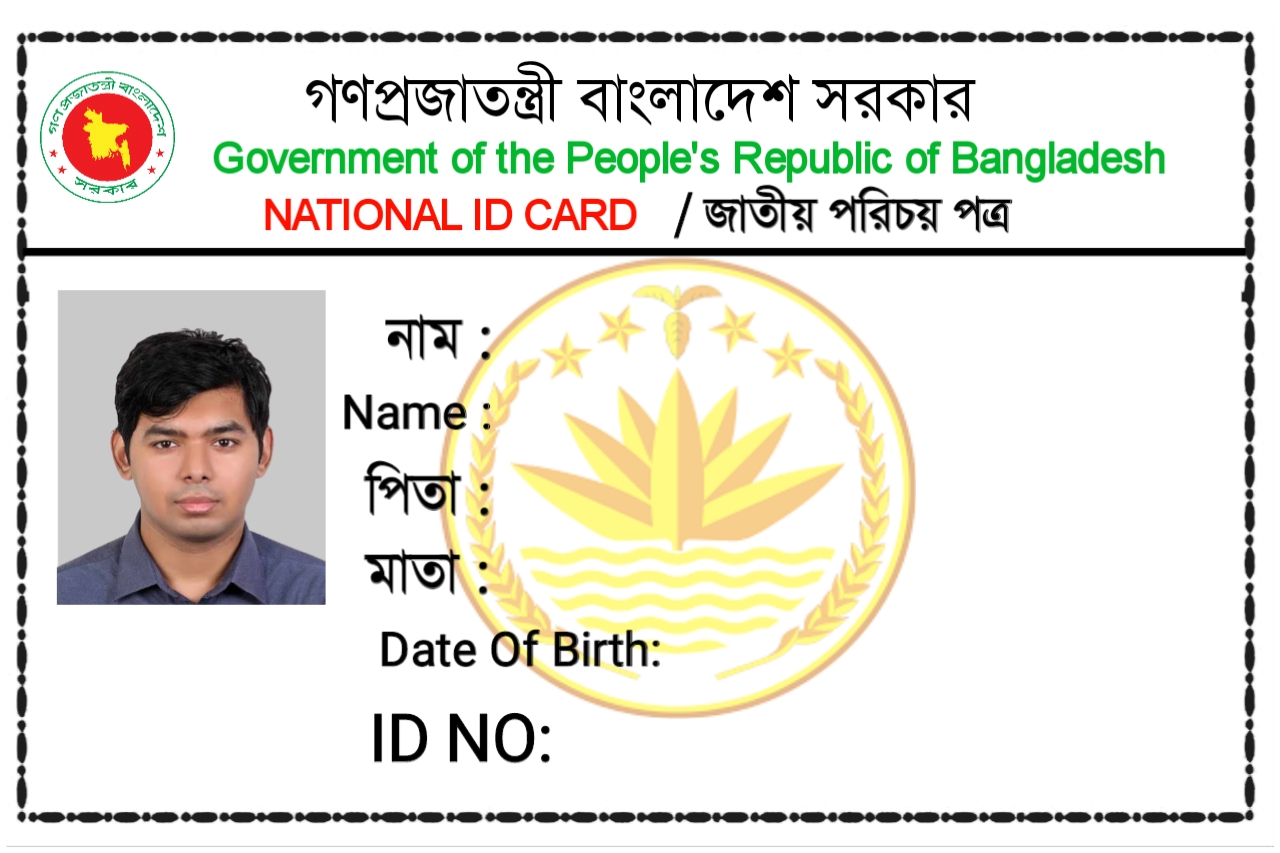 গণপ্রজাতন্ত্রী বাংলাদেশ সরকার
গণপ্রজাতন্ত্রী বাংলাদেশ
সরকার
Government of the People's Republic of Bangladesh
NATIONAL ID CARD / জাতীয় পরিচয় পত্র
নাম :
Name :
পিতা :
মাতা :
Date Of Birth:
ID NO: